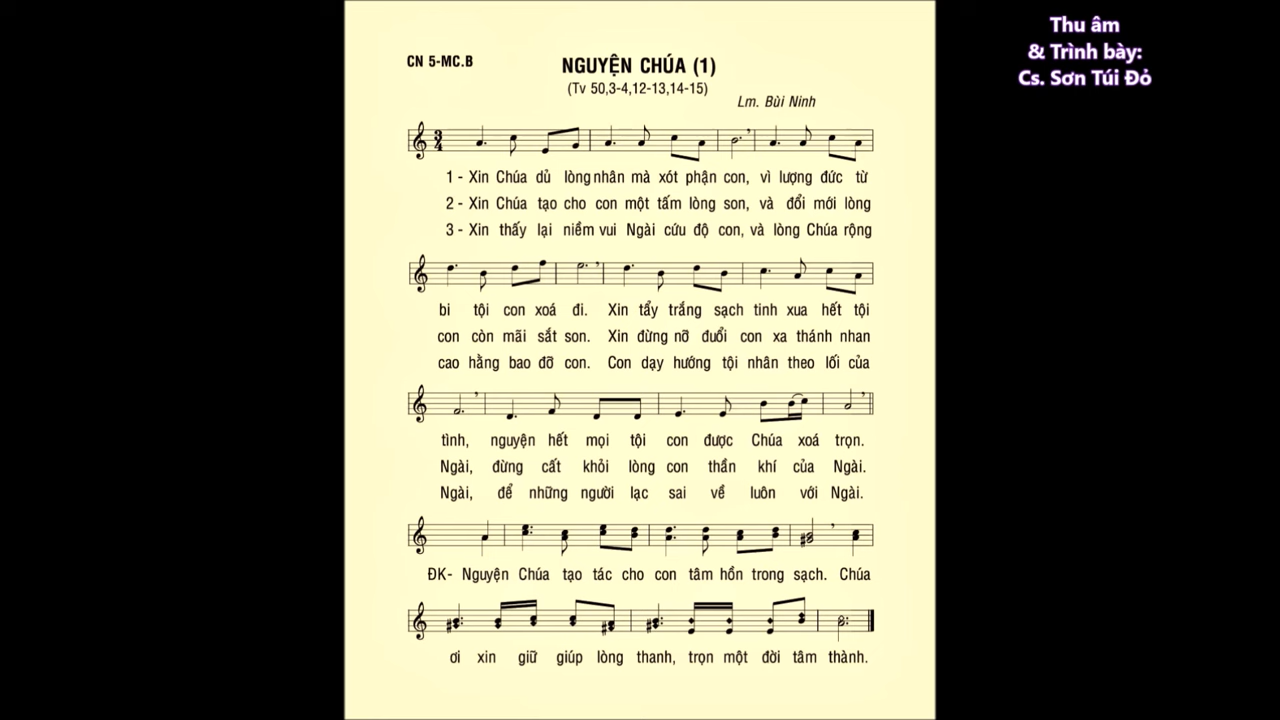 Thu âm
& Trình bày:
Cs. Sơn Túi Đỏ
CN 5-MC.B
NGUYỆN CHÚA (1)
(Tv 50,3-4,12-13,14-15)
Lm. Bùi Ninh
3
4
1 - Xin Chúa dủ lòng nhân mà xót phận con, vì lượng đức từ
2 - Xin Chúa tạo cho con một tấm lòng son, và đổi mới lòng
3 - Xin thấy lại niềm vui Ngài cứu độ con, và lòng Chúa rộng
bi tội con xoá đi. Xin tẩy trắng sạch tinh xua hết tội
con còn mãi sắt son. Xin đừng nỡ đuổi con xa thánh nhan
cao hằng bao đỡ con. Con dạy hướng tội nhân theo lối của
tình, nguyện hết mọi tội con được Chúa xoá trọn.
Ngài, đừng cất khỏi lòng con thần khí của Ngài.
Ngài, để những người lạc sai về luôn với Ngài.
ĐK- Nguyện Chúa tạo tác cho con tâm hồn trong sạch. Chúa
ơi xin giữ giúp lòng thanh, trọn một đời tâm thành.